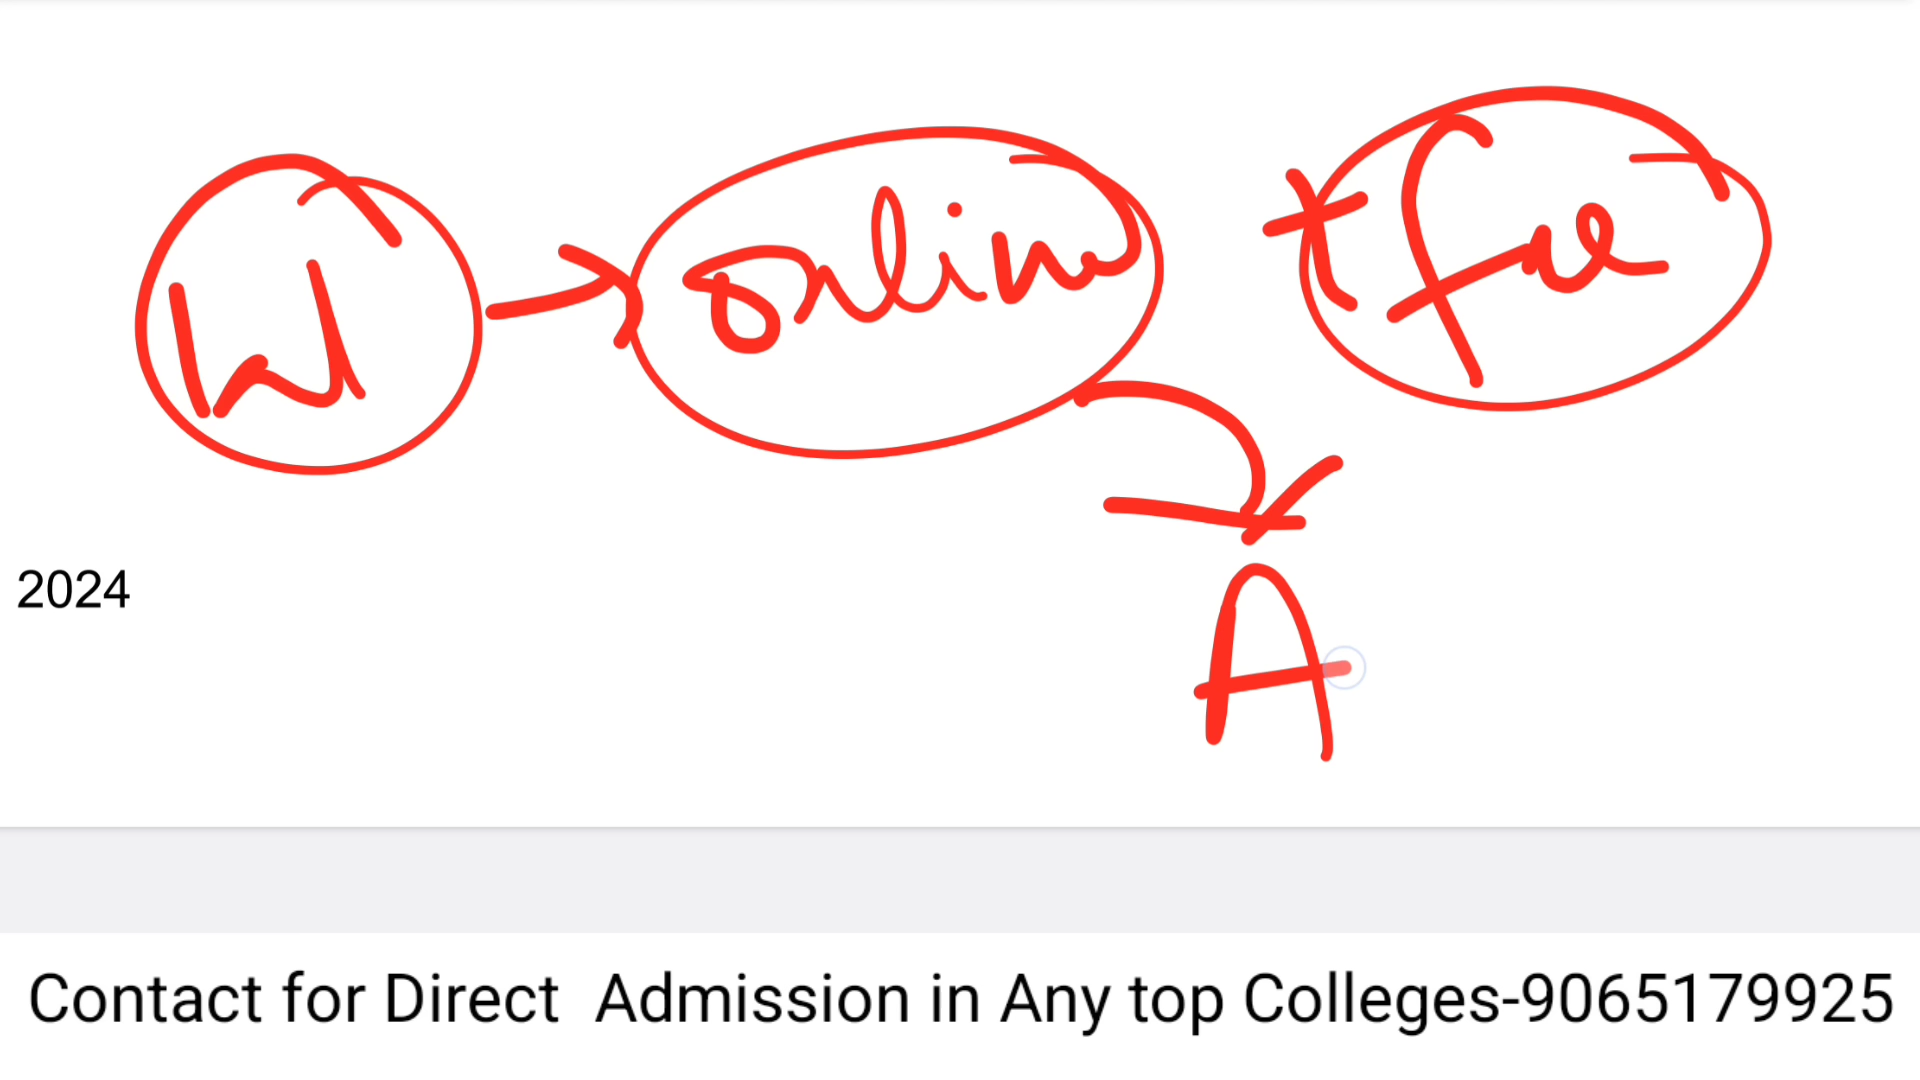 W → online + fee
2024
A
Contact for Direct Admission in Any top Colleges-9065179925